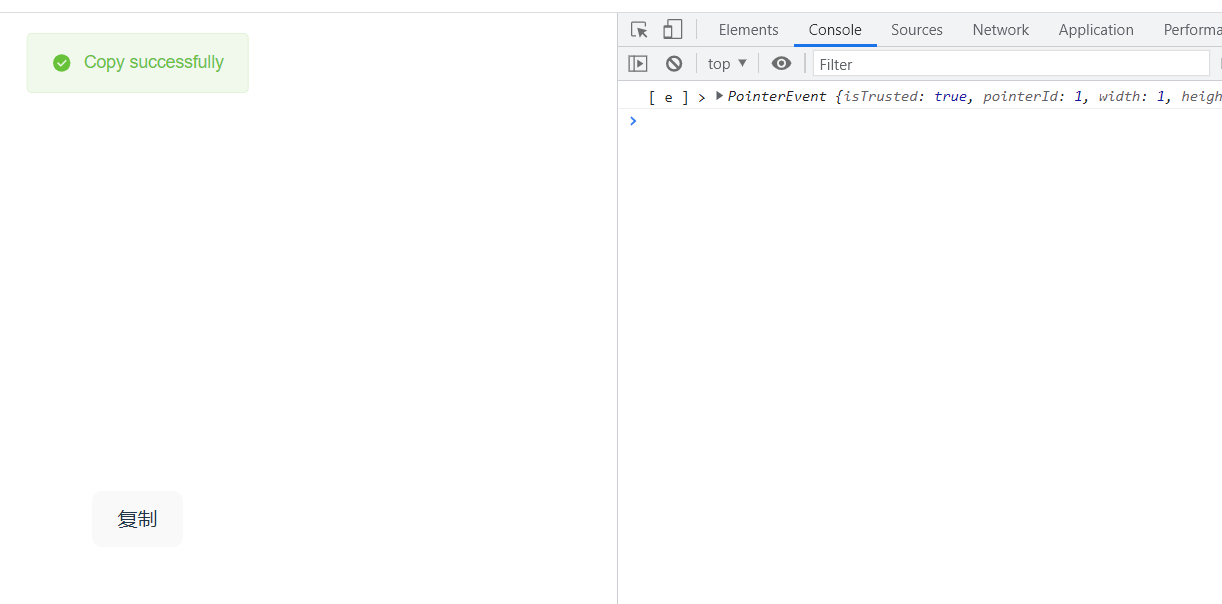 Copy successfully
复制
Elements Console Sources Network Application Performa
top ▼ Filter
[ e ] > ▶ PointerEvent {isTrusted: true, pointerId: 1, width: 1, heigh
>